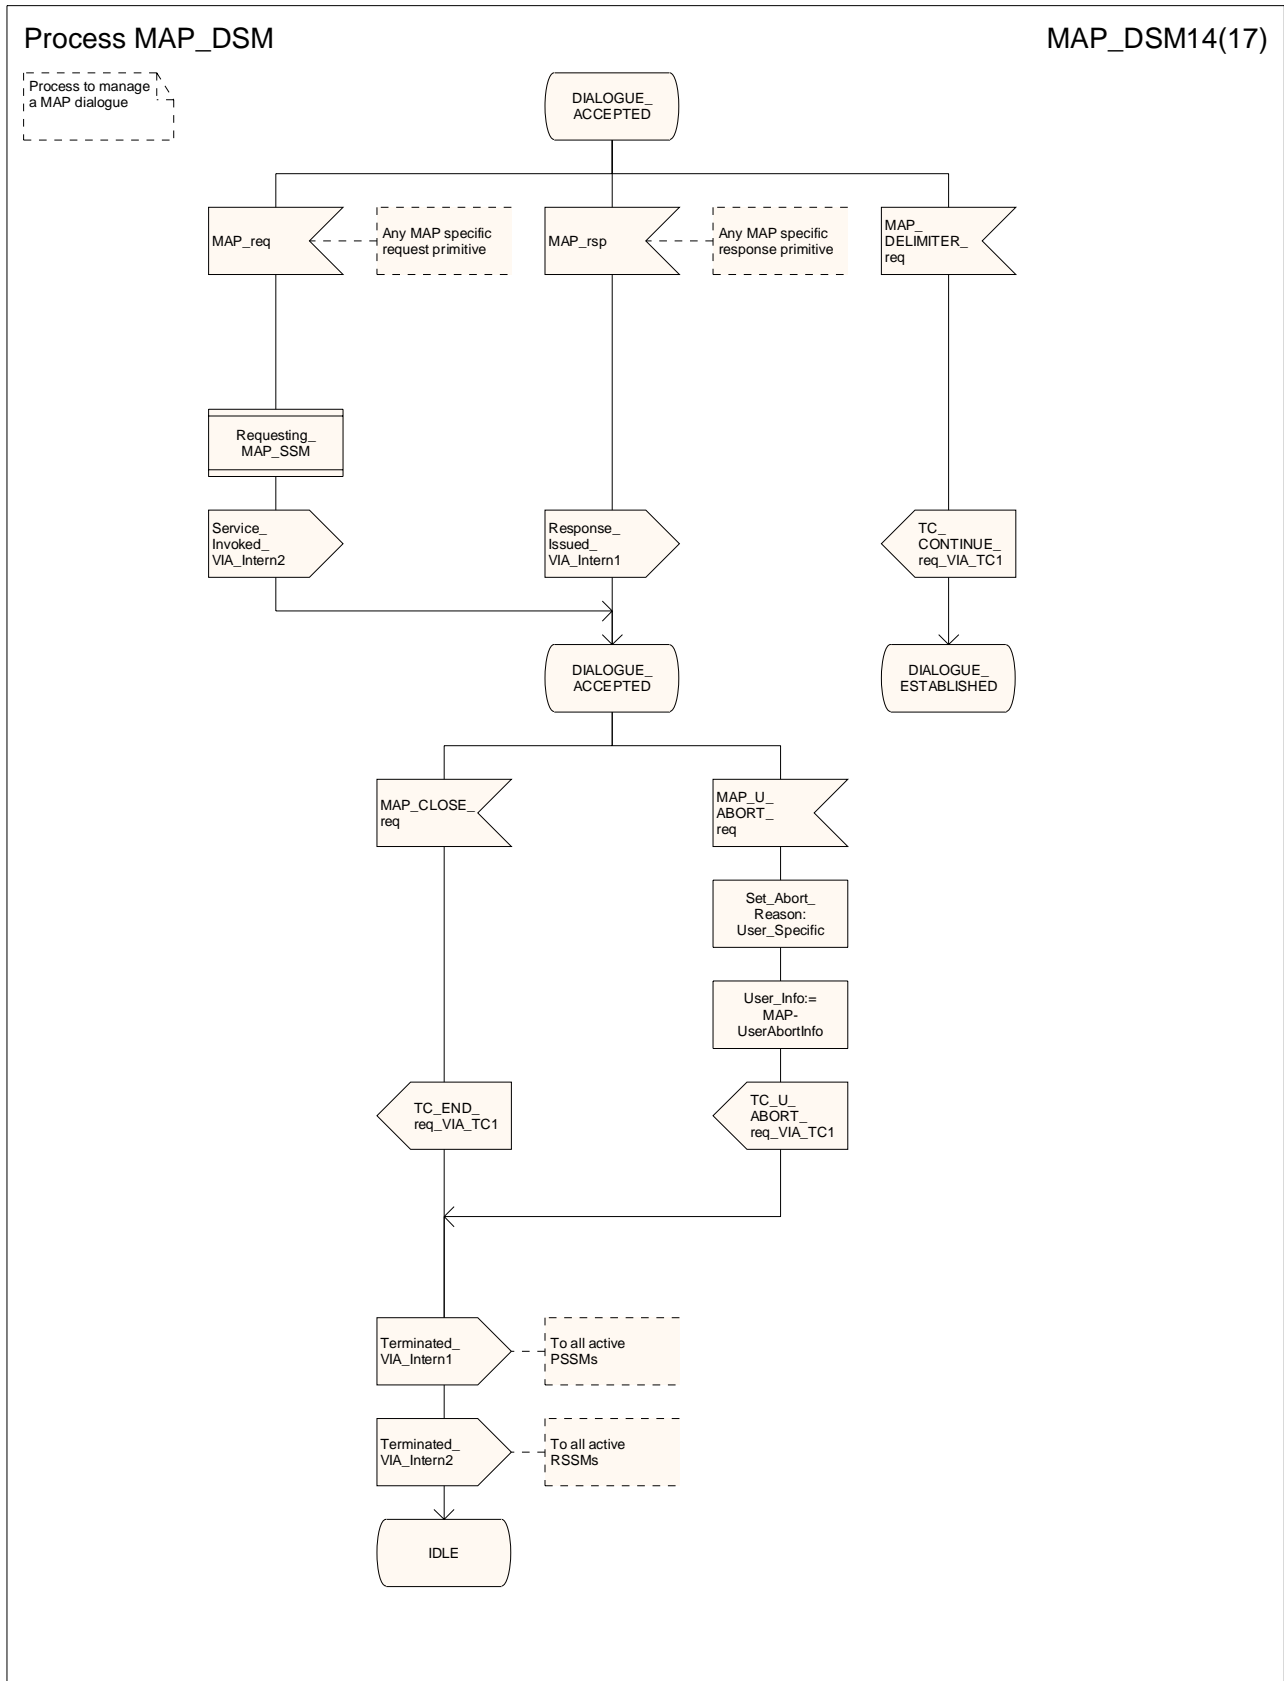 Process MAP_DSM
MAP_DSM14(17)
Process to manage
a MAP dialogue
DIALOGUE_
ACCEPTED
MAP_req
Any MAP specific
request primitive
MAP_rsp
Any MAP specific
response primitive
MAP_
DELIMITER_
req
Requesting_
MAP_SSM
Service_
Invoked_
VIA_Intern2
Response_
Issued_
VIA_Intern1
TC_
CONTINUE_
req_VIA_TC1
DIALOGUE_
ACCEPTED
DIALOGUE_
ESTABLISHED
MAP_CLOSE_
req
MAP_U_
ABORT_
req
Set_Abort_
Reason:
User_Specific
User_Info:=
MAP-
UserAbortInfo
TC_END_
req_VIA_TC1
TC_U_
ABORT_
req_VIA_TC1
Terminated_
VIA_Intern1
To all active
PSSMs
Terminated_
VIA_Intern2
To all active
RSSMs
IDLE